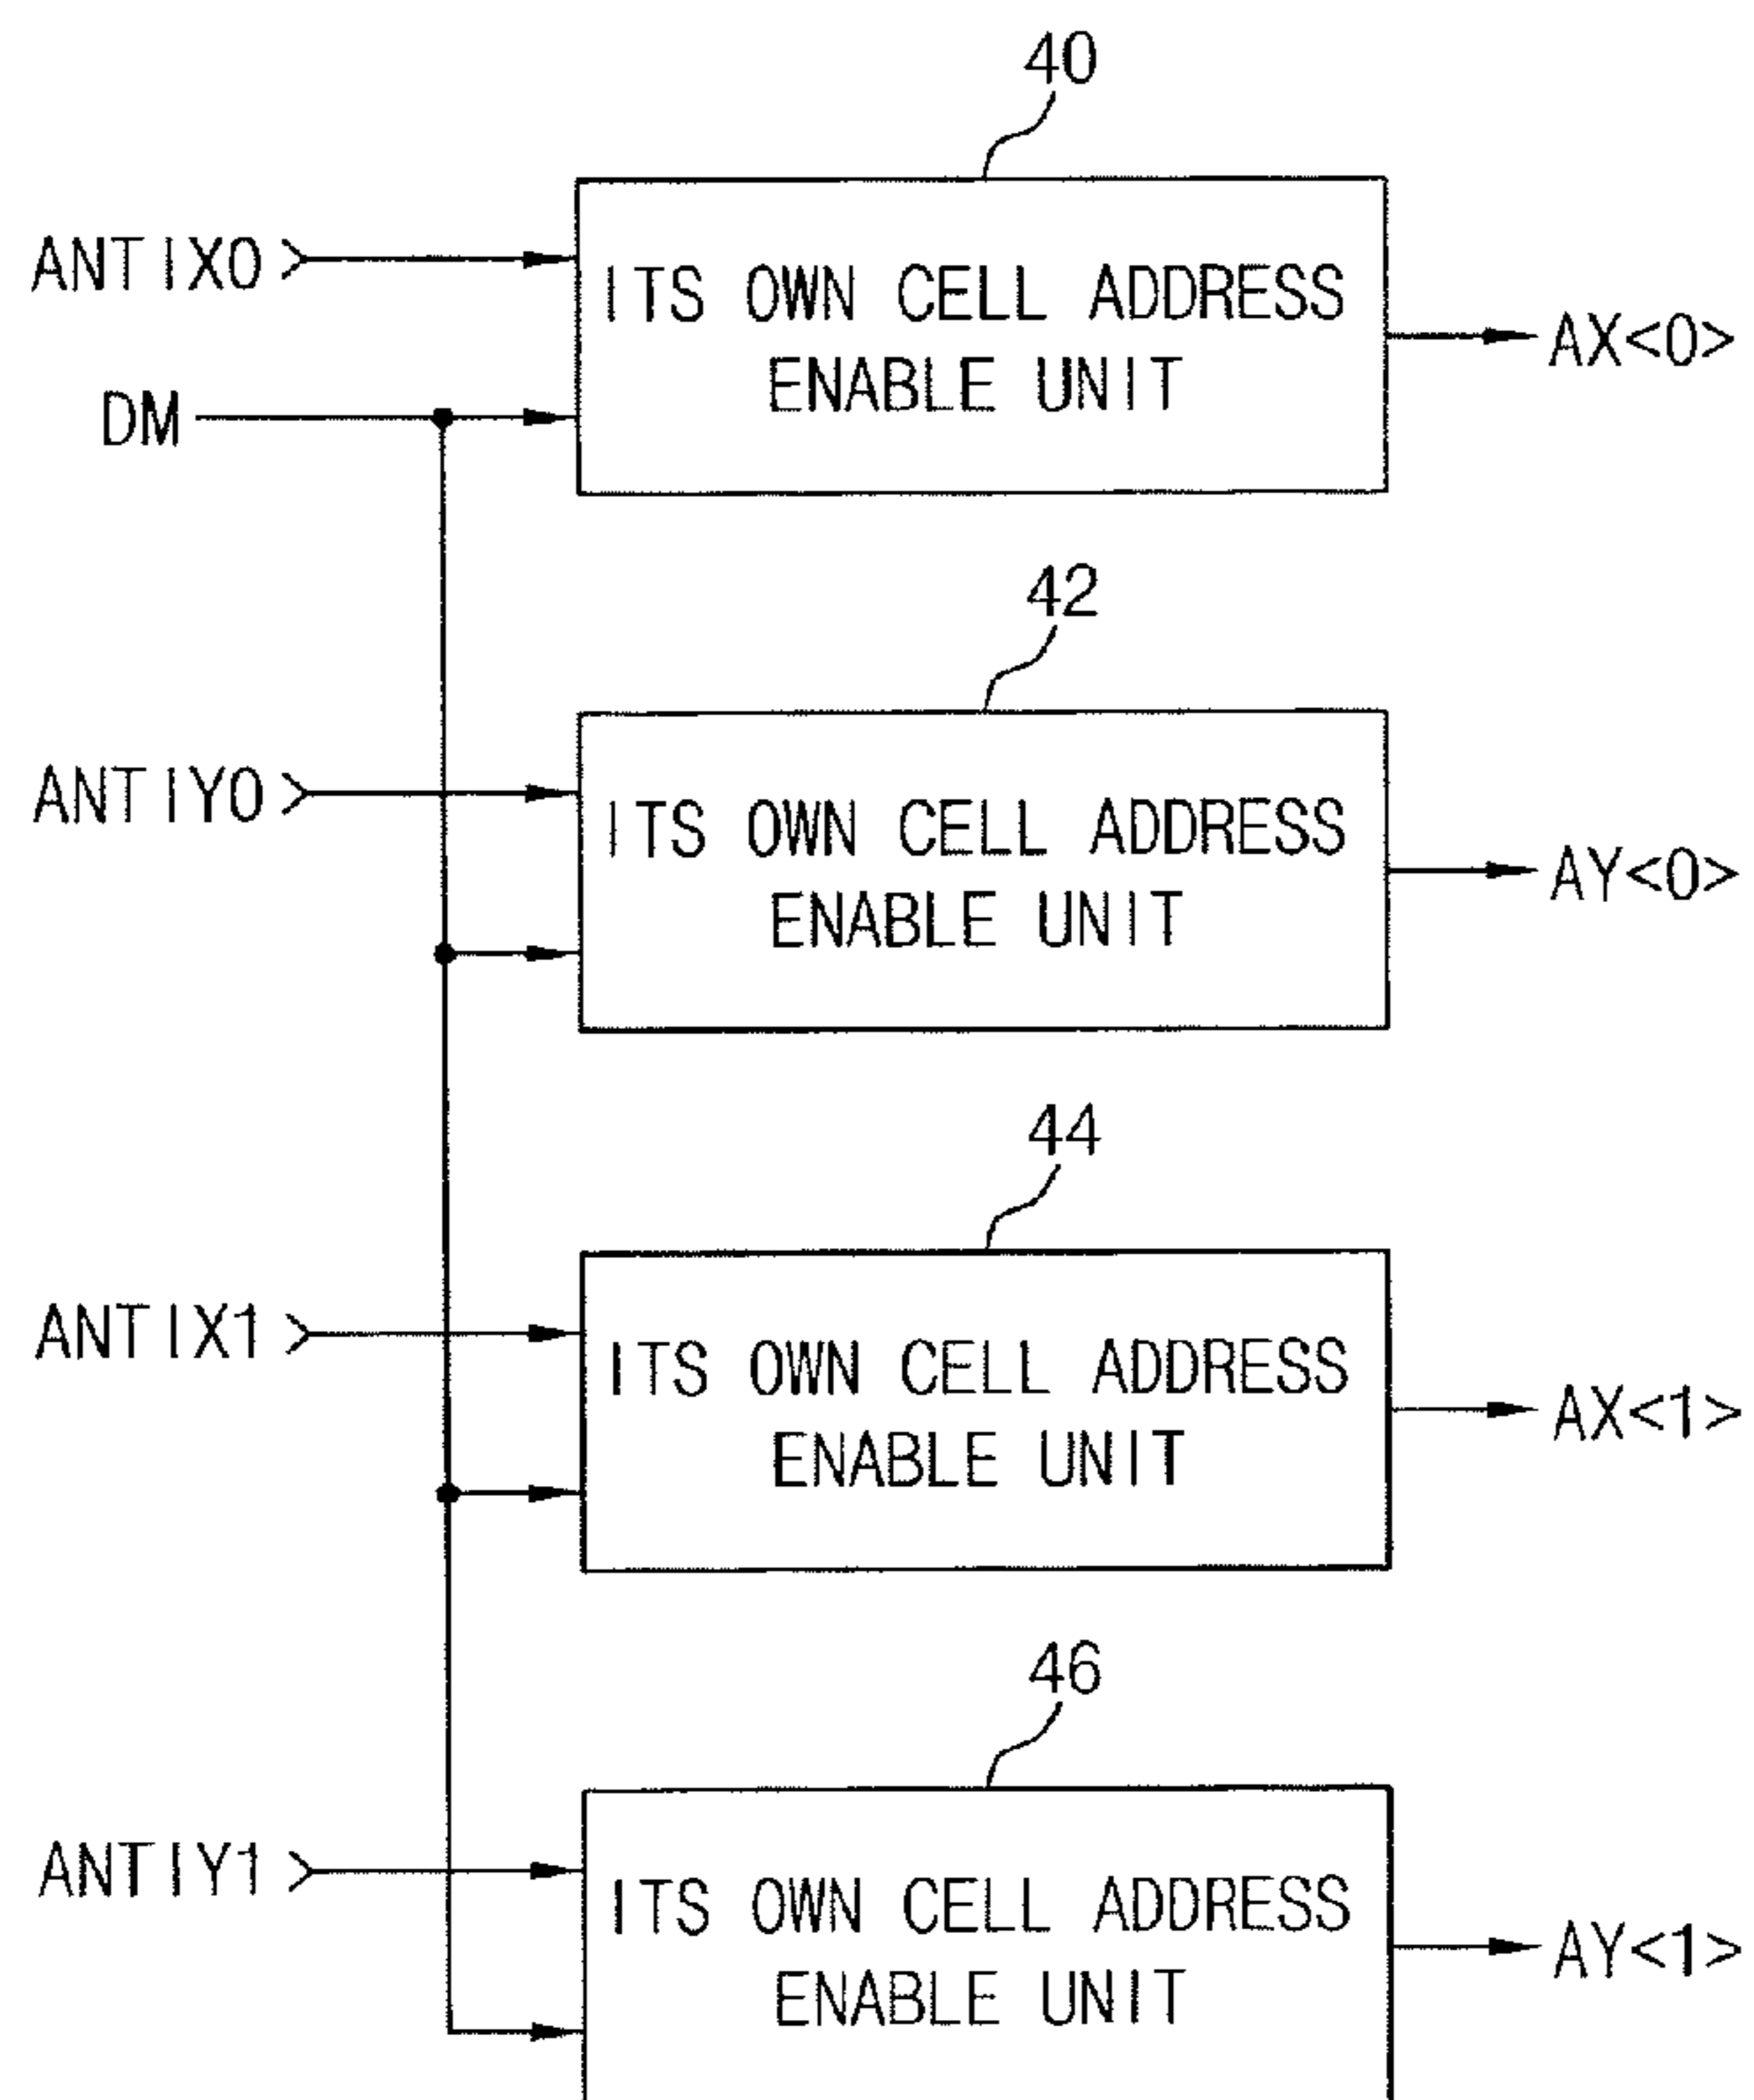 40
ANTIX0
ITS OWN CELL ADDRESS
ENABLE UNIT
AX<0>
DM
42
ANTIY0
ITS OWN CELL ADDRESS
ENABLE UNIT
AY<0>
44
ANTIX1
ITS OWN CELL ADDRESS
ENABLE UNIT
AX<1>
46
ANTIY1
ITS OWN CELL ADDRESS
ENABLE UNIT
AY<1>